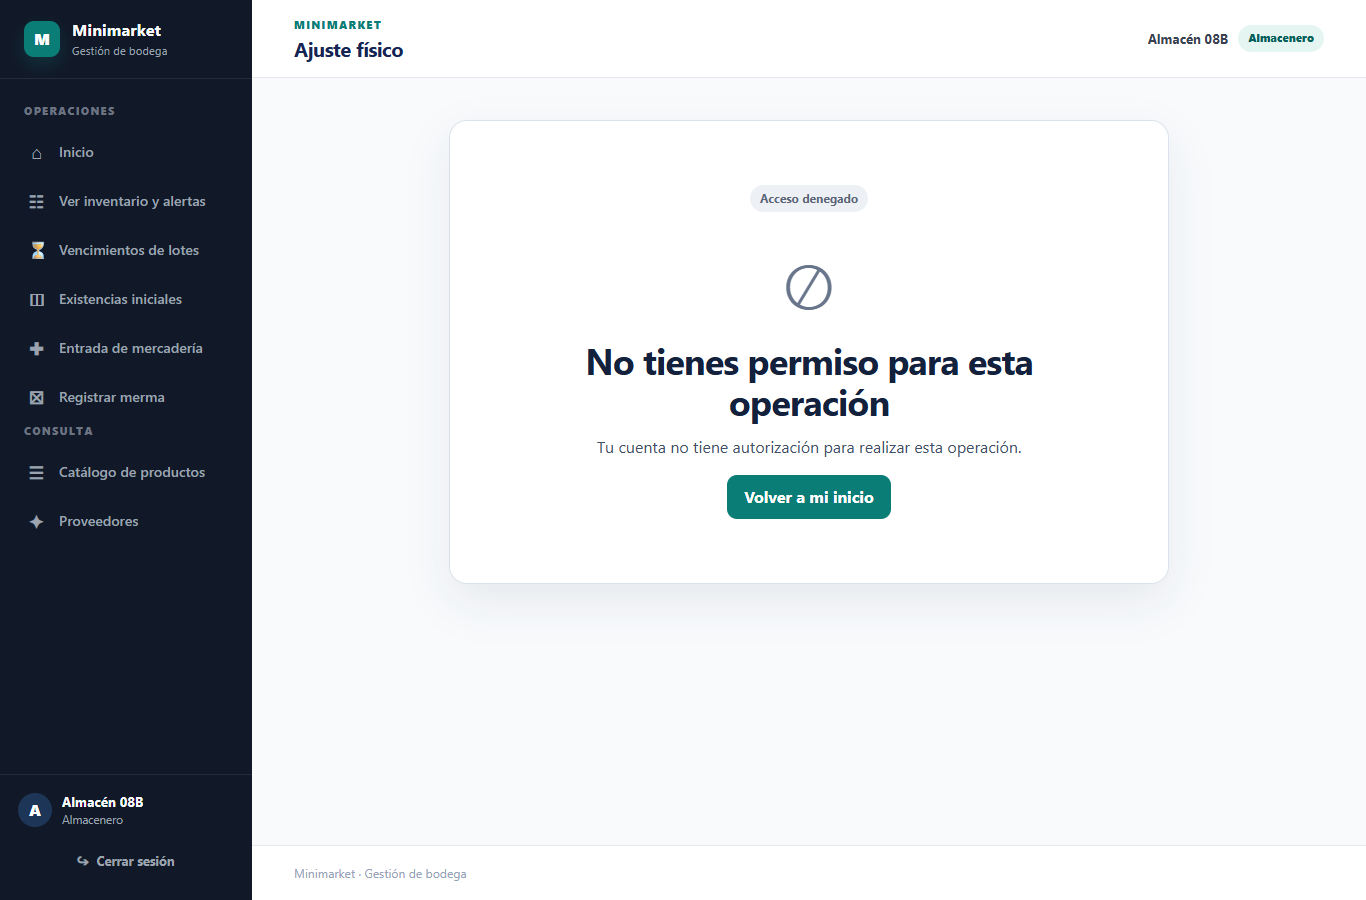 M
Minimarket
Gestión de bodega
OPERACIONES
Inicio
Ver inventario y alertas
Vencimientos de lotes
Existencias iniciales
Entrada de mercadería
Registrar merma
CONSULTA
Catálogo de productos
Proveedores
A
Almacén 08B
Almacenero
Cerrar sesión
MINIMARKET
Ajuste físico
Almacén 08B
Almacenero
Acceso denegado
No tienes permiso para esta
operación
Tu cuenta no tiene autorización para realizar esta operación.
Volver a mi inicio
Minimarket · Gestión de bodega